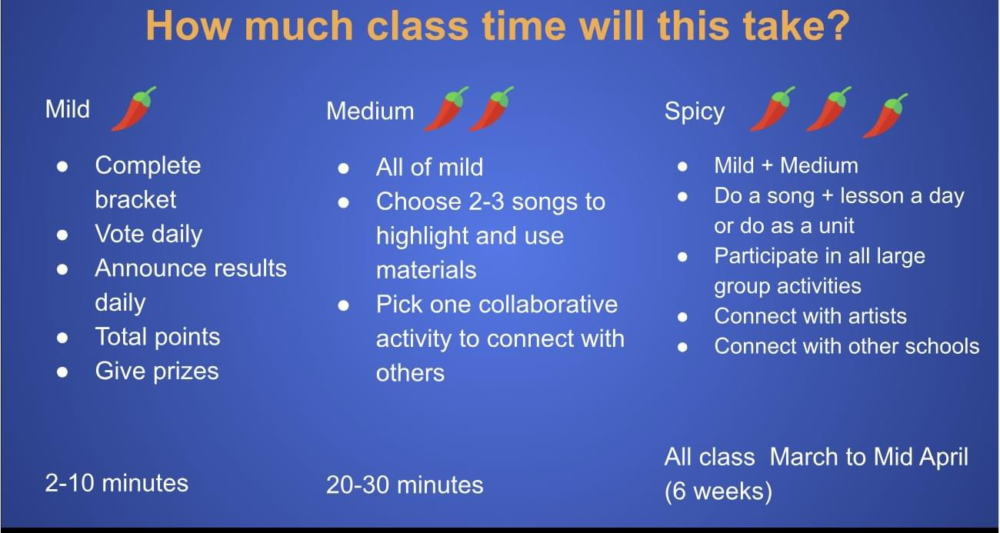 How much class time will this take?
Mild
● Complete
bracket
● Vote daily
● Announce results
daily
● Total points
● Give prizes
2-10 minutes
Medium
● All of mild
● Choose 2-3 songs to
highlight and use
materials
● Pick one collaborative
activity to connect with
others
20-30 minutes
Spicy
● Mild + Medium
● Do a song + lesson a day
or do as a unit
● Participate in all large
group activities
● Connect with artists
● Connect with other schools
All class  March to Mid April
(6 weeks)